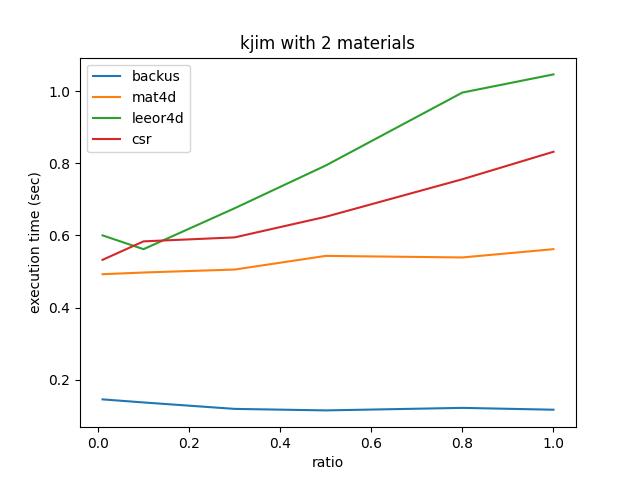 kjim with 2 materials
backus
mat4d
leeor4d
csr
execution time (sec)
1.0
0.8
0.6
0.4
0.2
0.0 0.2 0.4 0.6 0.8 1.0
ratio